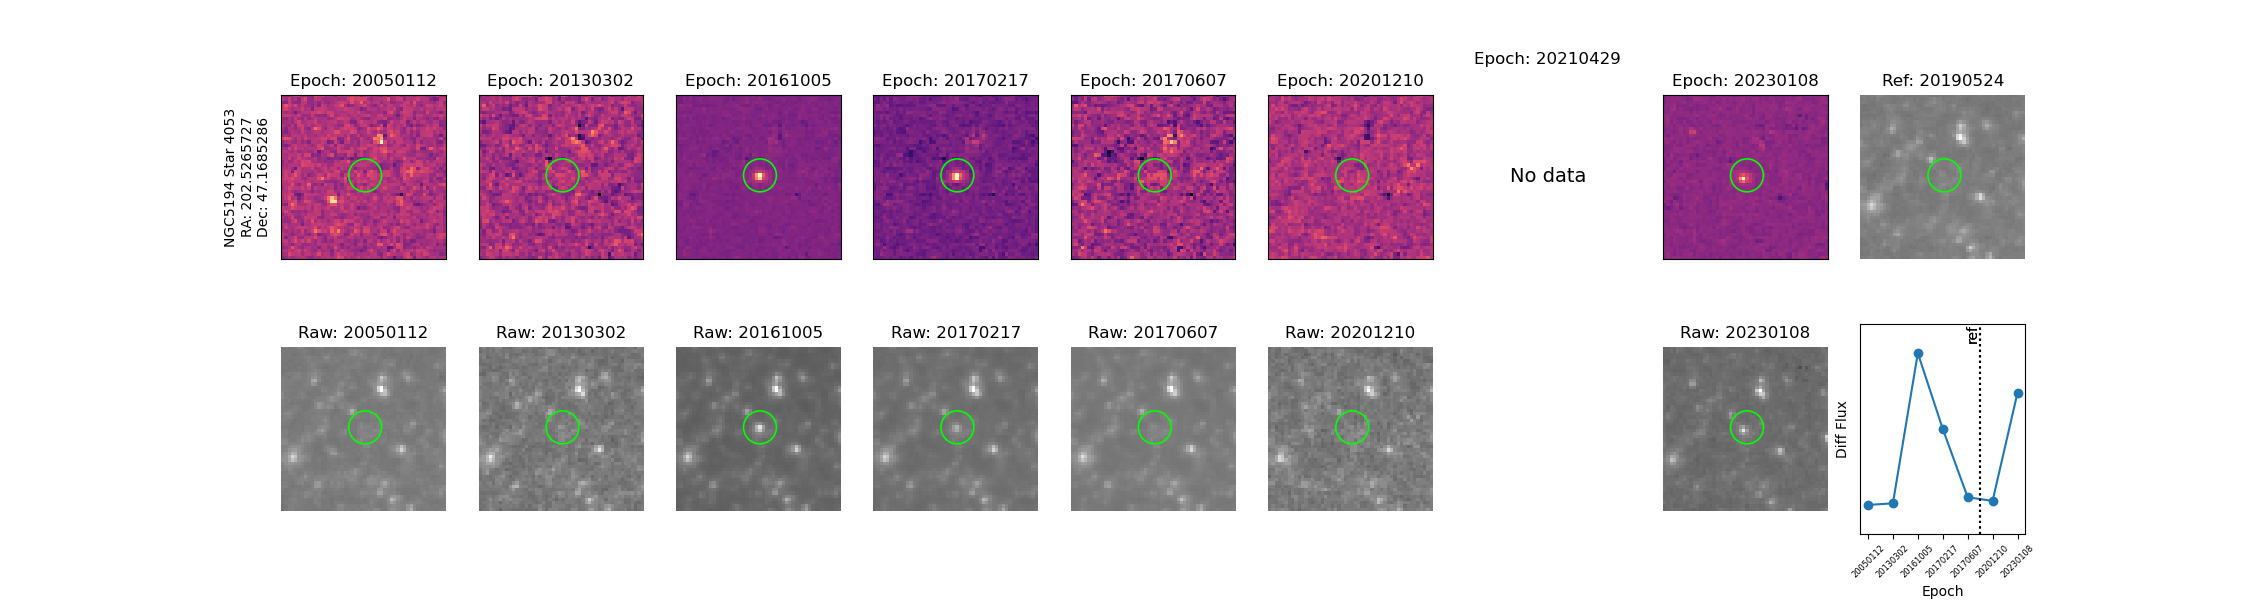 Epoch: 20210429
Epoch: 20050112
Epoch: 20130302
Epoch: 20161005
Epoch: 20170217
Epoch: 20170607
Epoch: 20201210
Epoch: 20230108
Ref: 20190524
NGC5194 Star 4053
RA: 202.5265727
Dec: 47.1685286
No data
Raw: 20050112
Raw: 20130302
Raw: 20161005
Raw: 20170217
Raw: 20170607
Raw: 20201210
Raw: 20230108
ref
Diff Flux
20050112
20130302
20161005
20170217
20170607
20201210
20230108
Epoch